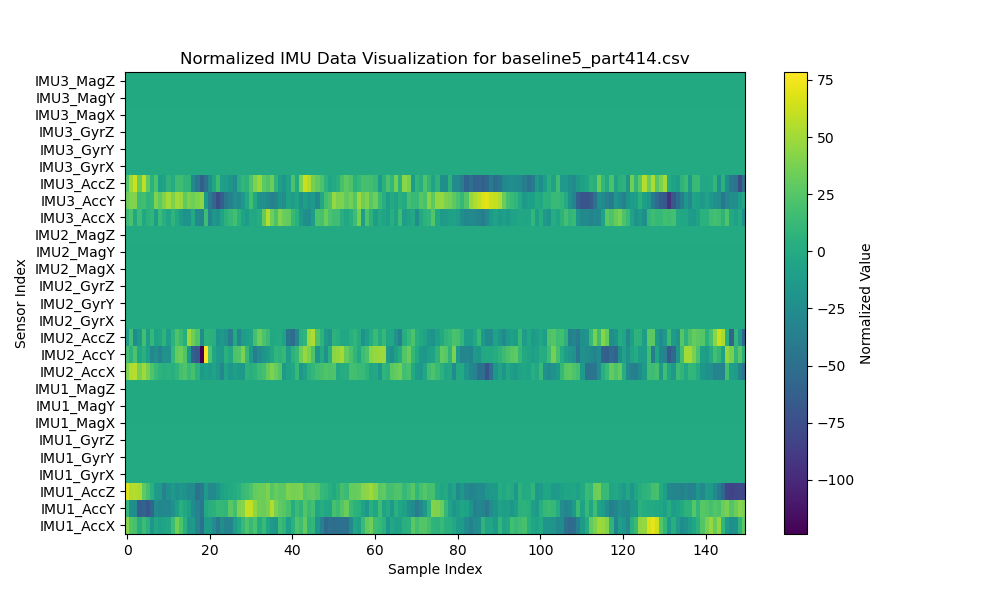 Normalized IMU Data Visualization for baseline5_part414.csv
IMU3_MagZ
IMU3_MagY
IMU3_MagX
IMU3_GyrZ
IMU3_GyrY
IMU3_GyrX
IMU3_AccZ
IMU3_AccY
IMU3_AccX
IMU2_MagZ
IMU2_MagY
IMU2_MagX
IMU2_GyrZ
IMU2_GyrY
IMU2_GyrX
IMU2_AccZ
IMU2_AccY
IMU2_AccX
IMU1_MagZ
IMU1_MagY
IMU1_MagX
IMU1_GyrZ
IMU1_GyrY
IMU1_GyrX
IMU1_AccZ
IMU1_AccY
IMU1_AccX
Sensor Index
0 20 40 60 80 100 120 140
Sample Index
75
50
25
0
−25
−50
−75
−100
Normalized Value